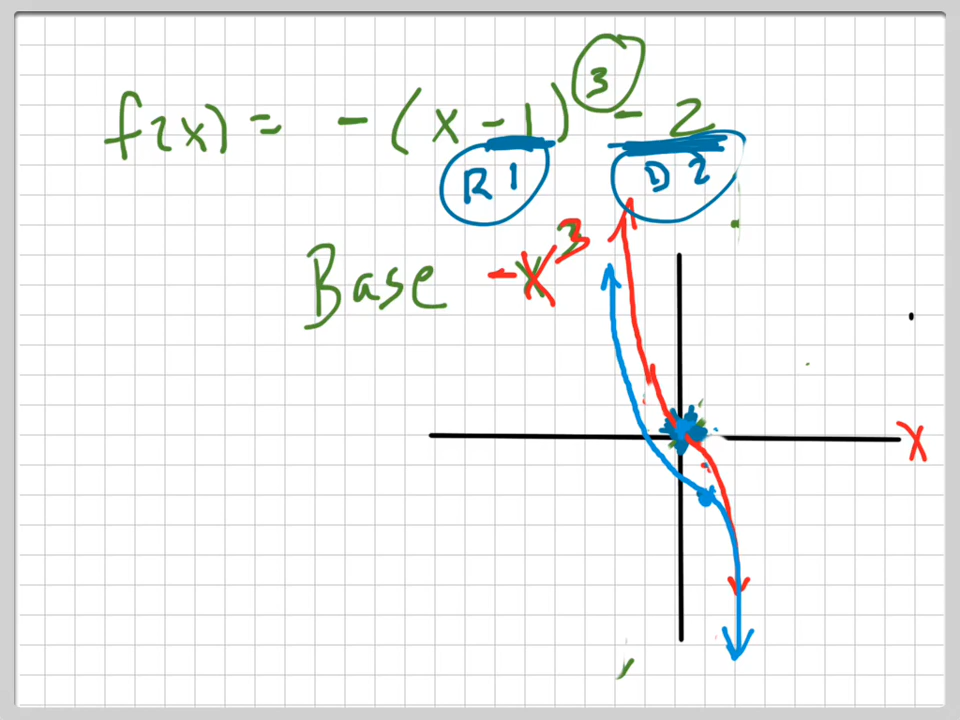 f(x) = - (x - 1)^3 - 2
R 1 D 2
Base -x^3
X